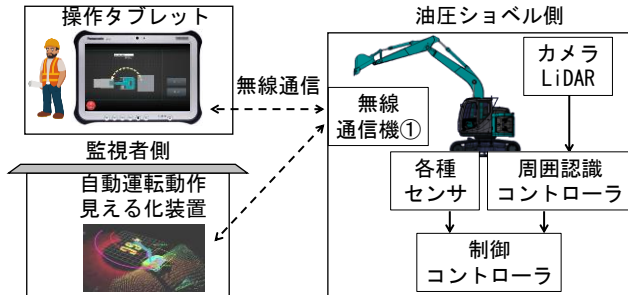 操作タブレット
油圧ショベル側
カメラ
LiDAR
無線通信
無線
通信機①
監視者側
自動運転動作
見える化装置
各種
センサ
周囲認識
コントローラ
制御
コントローラ